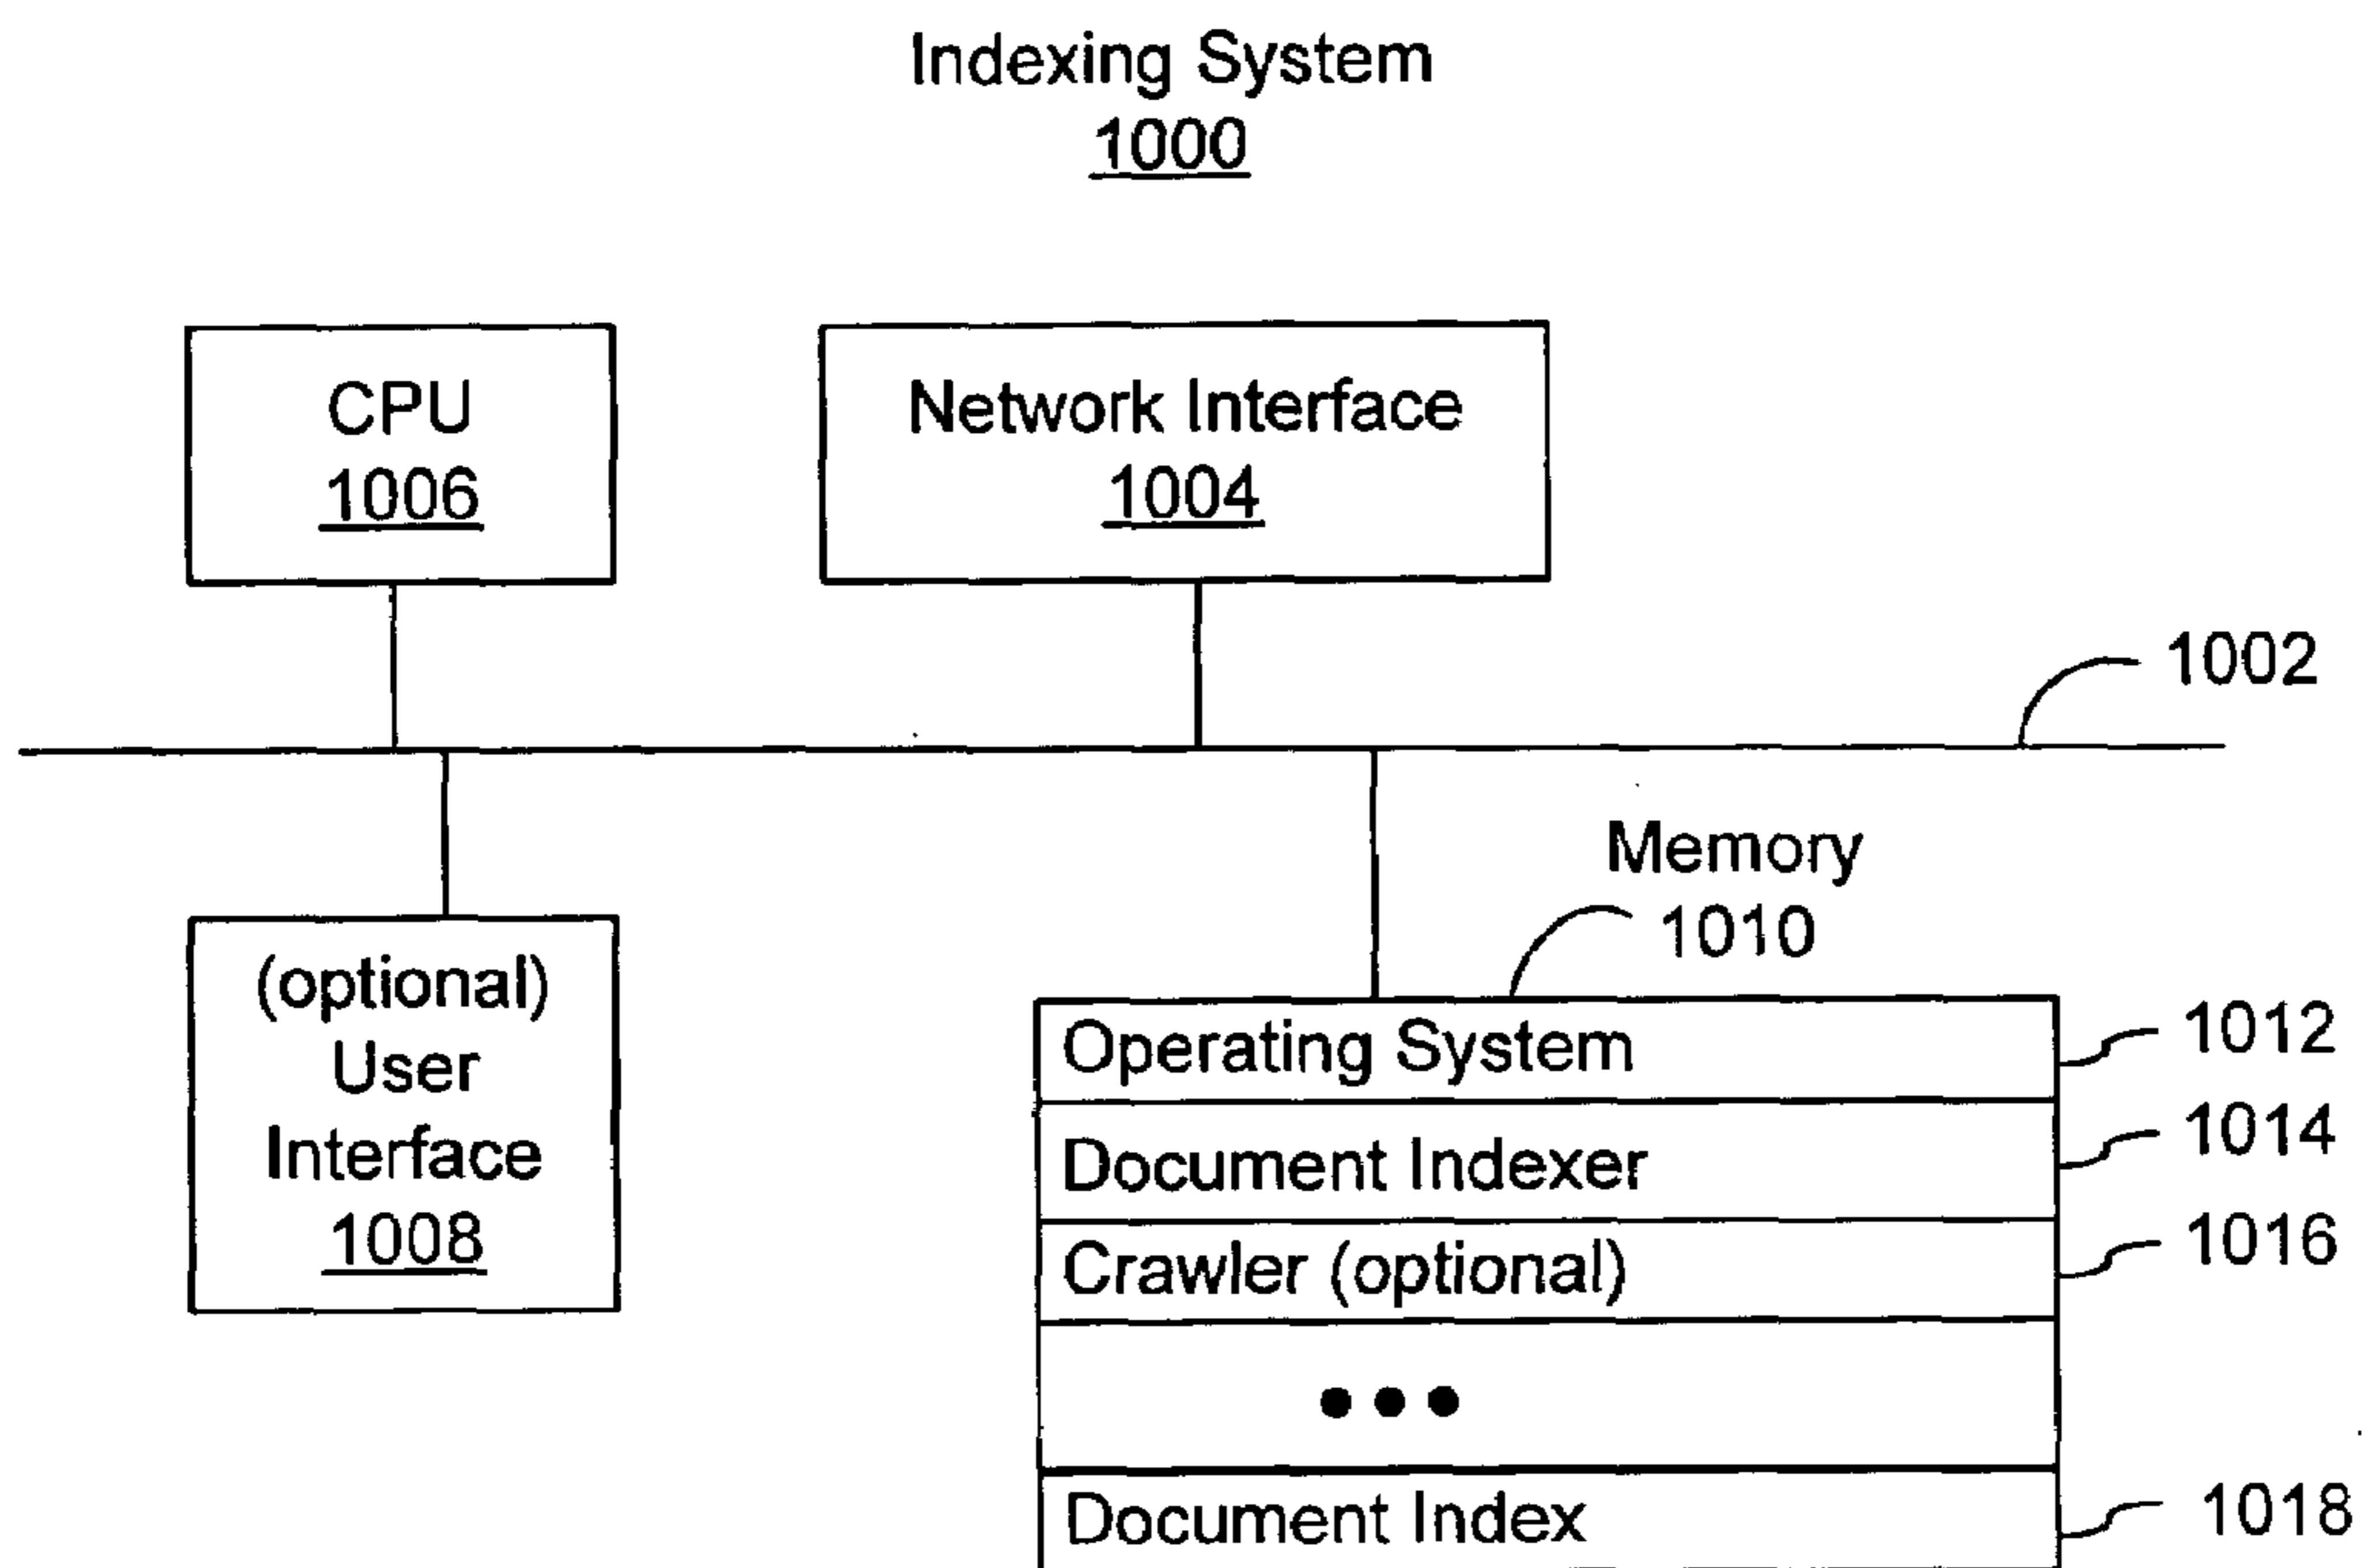 Indexing System
1000
CPU
1006
Network Interface
1004
1002
Memory
1010
(optional)
User
Interface
1008
Operating System
1012
Document Indexer
1014
Crawler (optional)
1016
Document Index
1018